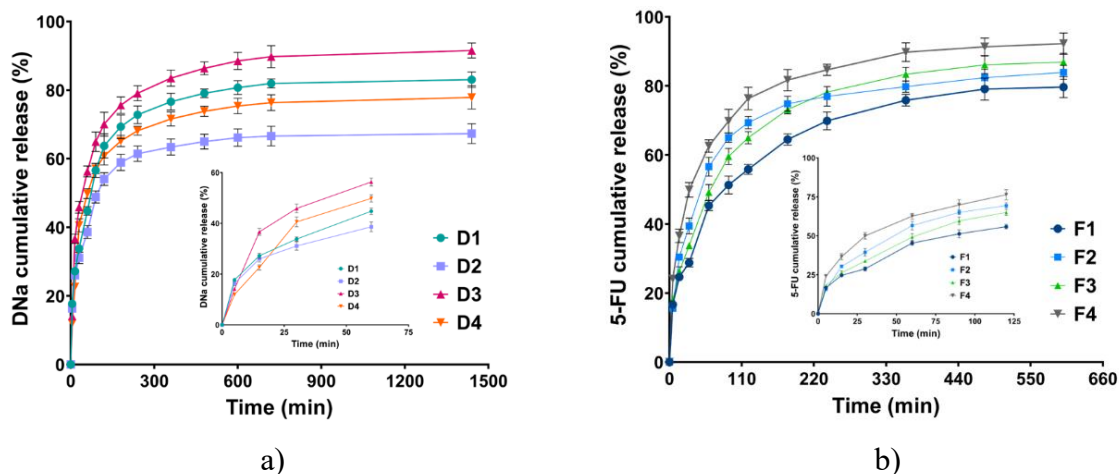 DNa cumulative release (%)
100
80
60
40
20
0
0 300 600 900 1200 1500
Time (min)
DNa cumulative release (%)
60
40
20
0
0 25 50 75
Time (min)
D1
D2
D3
D4
D1
D2
D3
D4
a)
5-FU cumulative release (%)
100
80
60
40
20
0
0 110 220 330 440 550 660
Time (min)
5-FU cumulative release (%)
100
75
50
25
0
0 25 50 75 100 125
Time (min)
F1
F2
F3
F4
F1
F2
F3
F4
b)